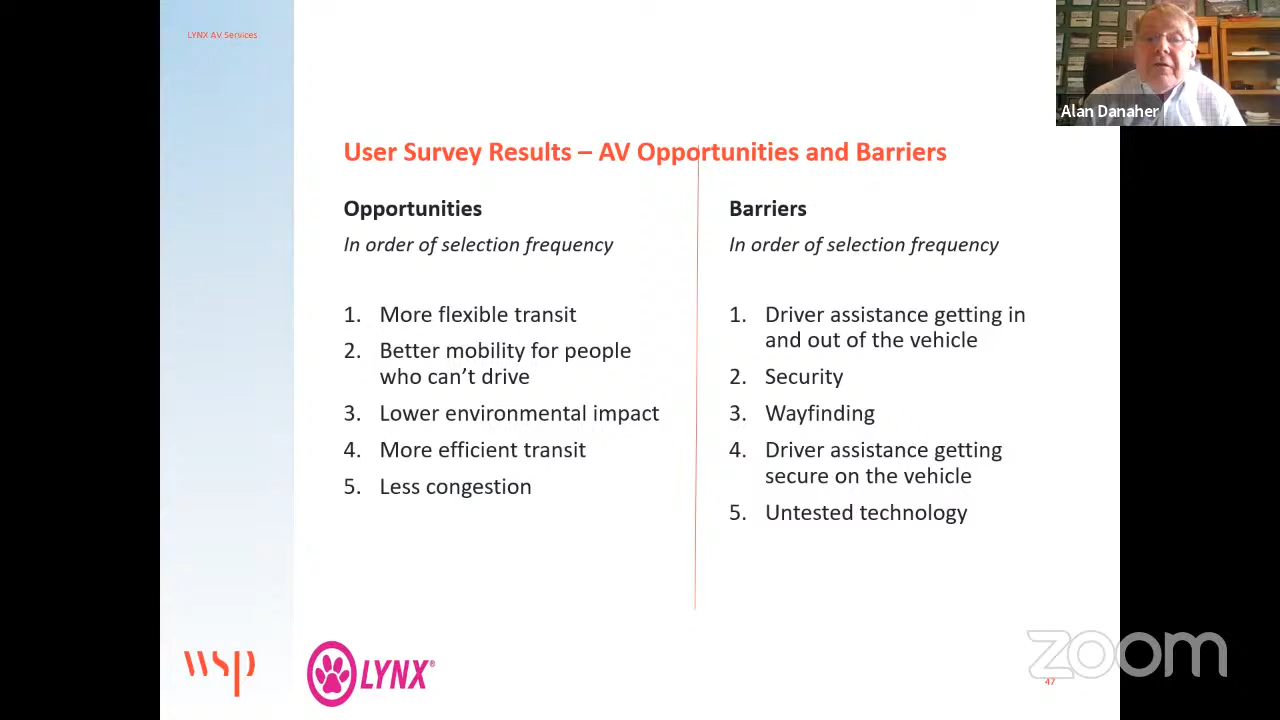 LYNX AV Services
Alan Danaher
User Survey Results – AV Opportunities and Barriers
Opportunities
In order of selection frequency
1. More flexible transit
2. Better mobility for people
who can't drive
3. Lower environmental impact
4. More efficient transit
5. Less congestion
Barriers
In order of selection frequency
1. Driver assistance getting in
and out of the vehicle
2. Security
3. Wayfinding
4. Driver assistance getting
secure on the vehicle
5. Untested technology
wsp
LYNX®
zoom
47